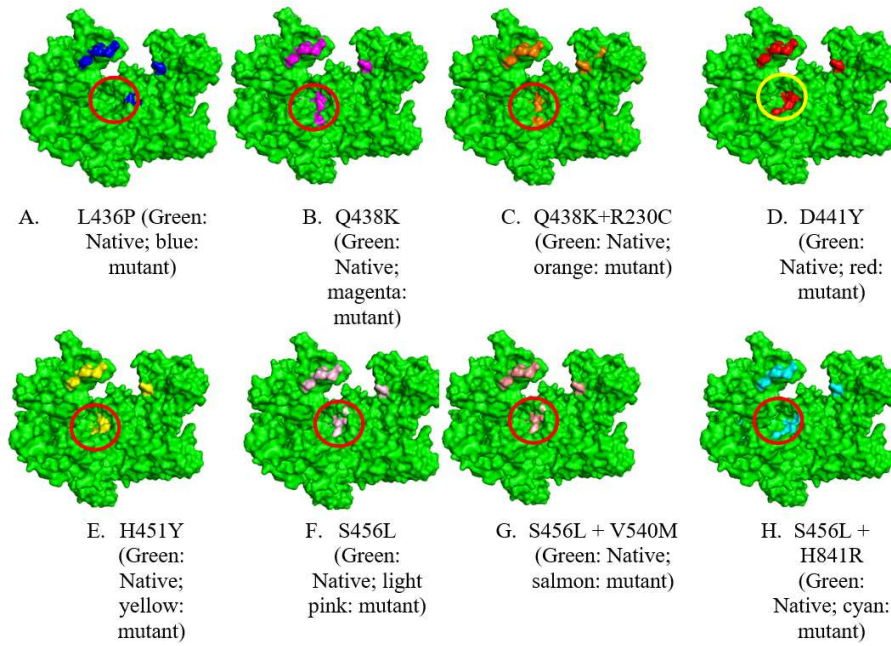 A. L436P (Green:
Native; blue:
mutant)
B. Q438K
(Green:
Native;
magenta:
mutant)
C. Q438K+R230C
(Green: Native;
orange: mutant)
D. D441Y
(Green:
Native; red:
mutant)
E. H451Y
(Green:
Native;
yellow:
mutant)
F. S456L
(Green:
Native; light
pink: mutant)
G. S456L + V540M
(Green: Native;
salmon: mutant)
H. S456L +
H841R
(Green:
Native; cyan:
mutant)